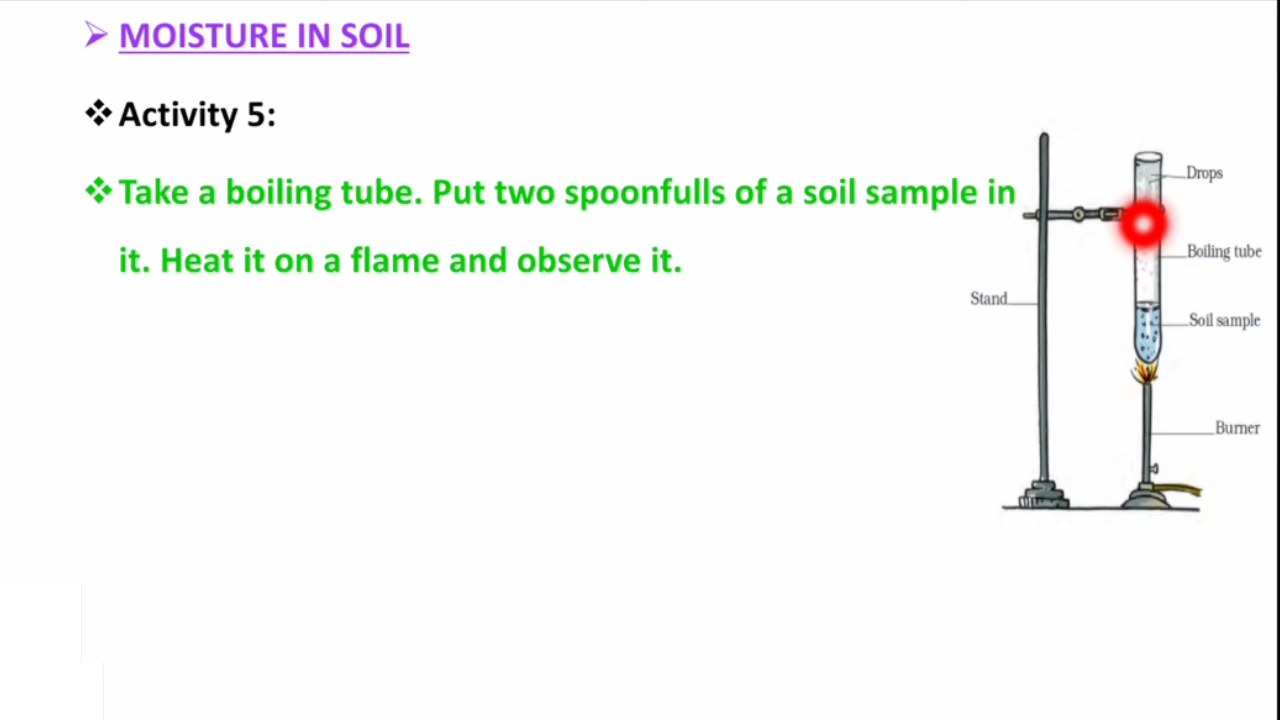 MOISTURE IN SOIL
Activity 5:
Take a boiling tube. Put two spoonfulls of a soil sample in
it. Heat it on a flame and observe it.
Drops
Boiling tube
Stand
Soil sample
Burner